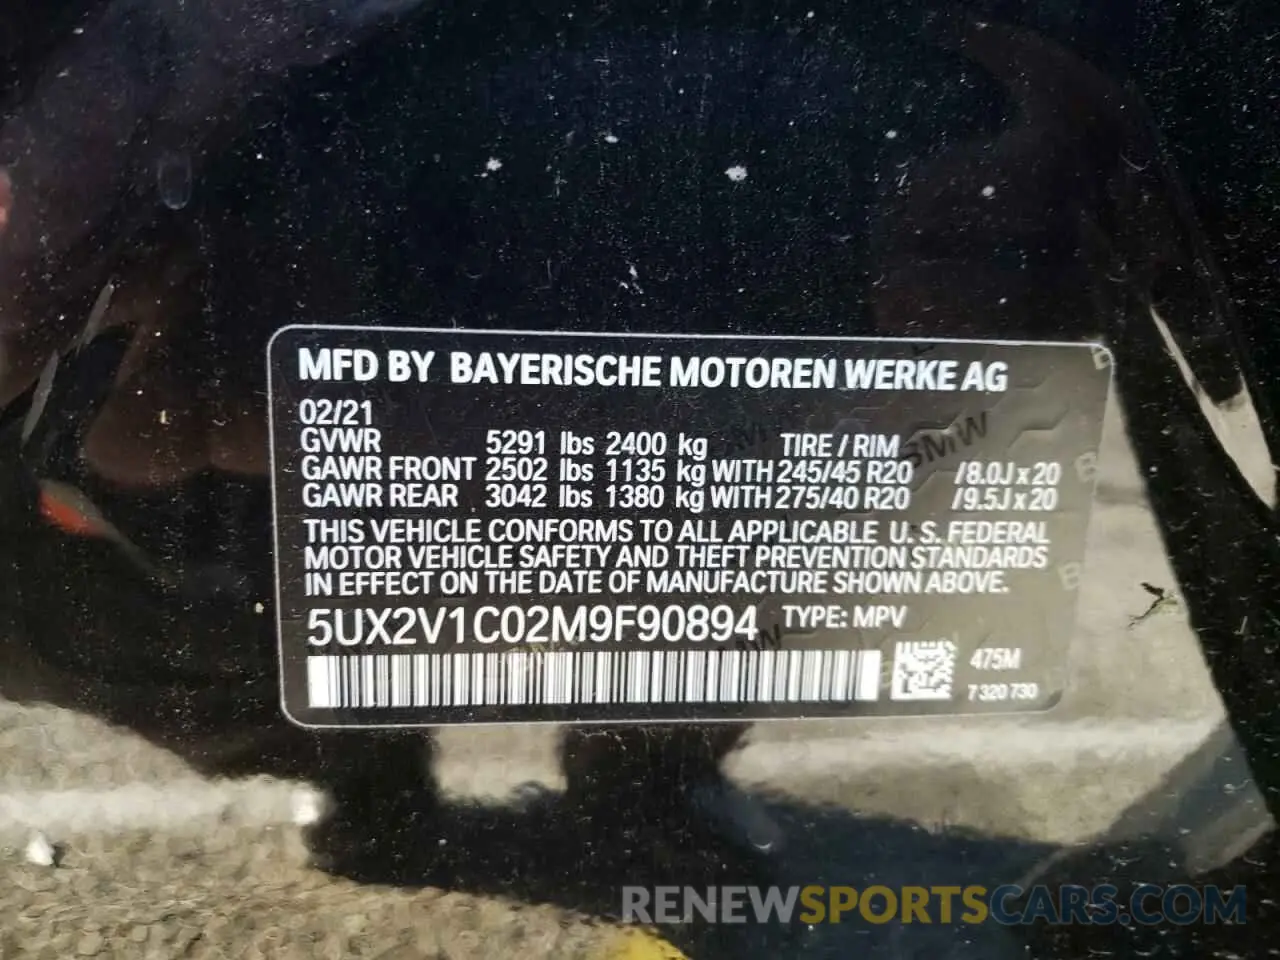 MFD BY BAYERISCHE MOTOREN WERKE AG
02/21
GVWR 5291 lbs 2400 kg TIRE / RIM
GAWR FRONT 2502 lbs 1135 kg WITH 245/45 R20 /8.0J x 20
GAWR REAR 3042 lbs 1380 kg WITH 275/40 R20 /9.5J x 20
THIS VEHICLE CONFORMS TO ALL APPLICABLE U. S. FEDERAL
MOTOR VEHICLE SAFETY AND THEFT PREVENTION STANDARDS
IN EFFECT ON THE DATE OF MANUFACTURE SHOWN ABOVE.
5UX2V1C02M9F90894 TYPE: MPV
475M
7 320 730
RENEWSPORTSCARS.COM